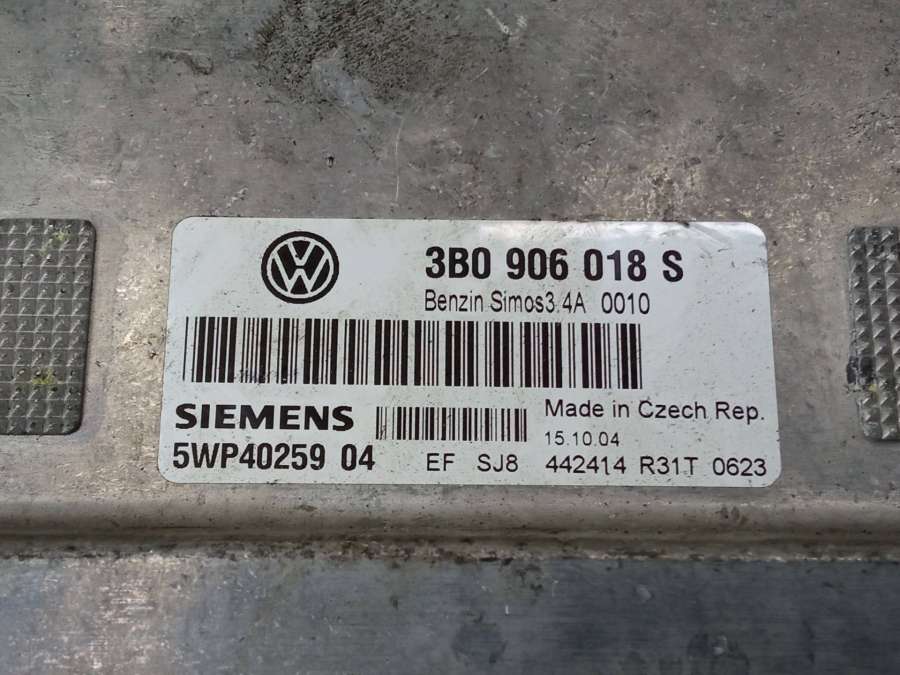 3B0 906 018 S
Benzin Simos3.4A 0010
SIEMENS
Made in Czech Rep.
15.10.04
5WP40259 04
EF SJ8 442414 R31T 0623